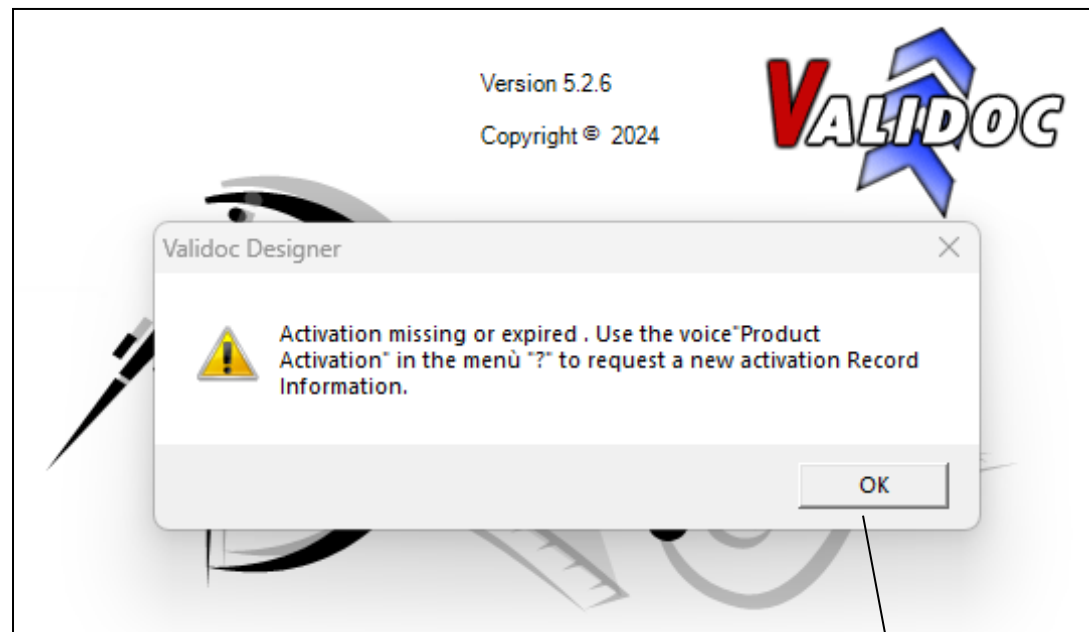 Version 5.2.6
VALIDOC
Copyright © 2024
Validoc Designer
Activation missing or expired . Use the voice"Product
Activation" in the menù "?" to request a new activation Record
Information.
OK